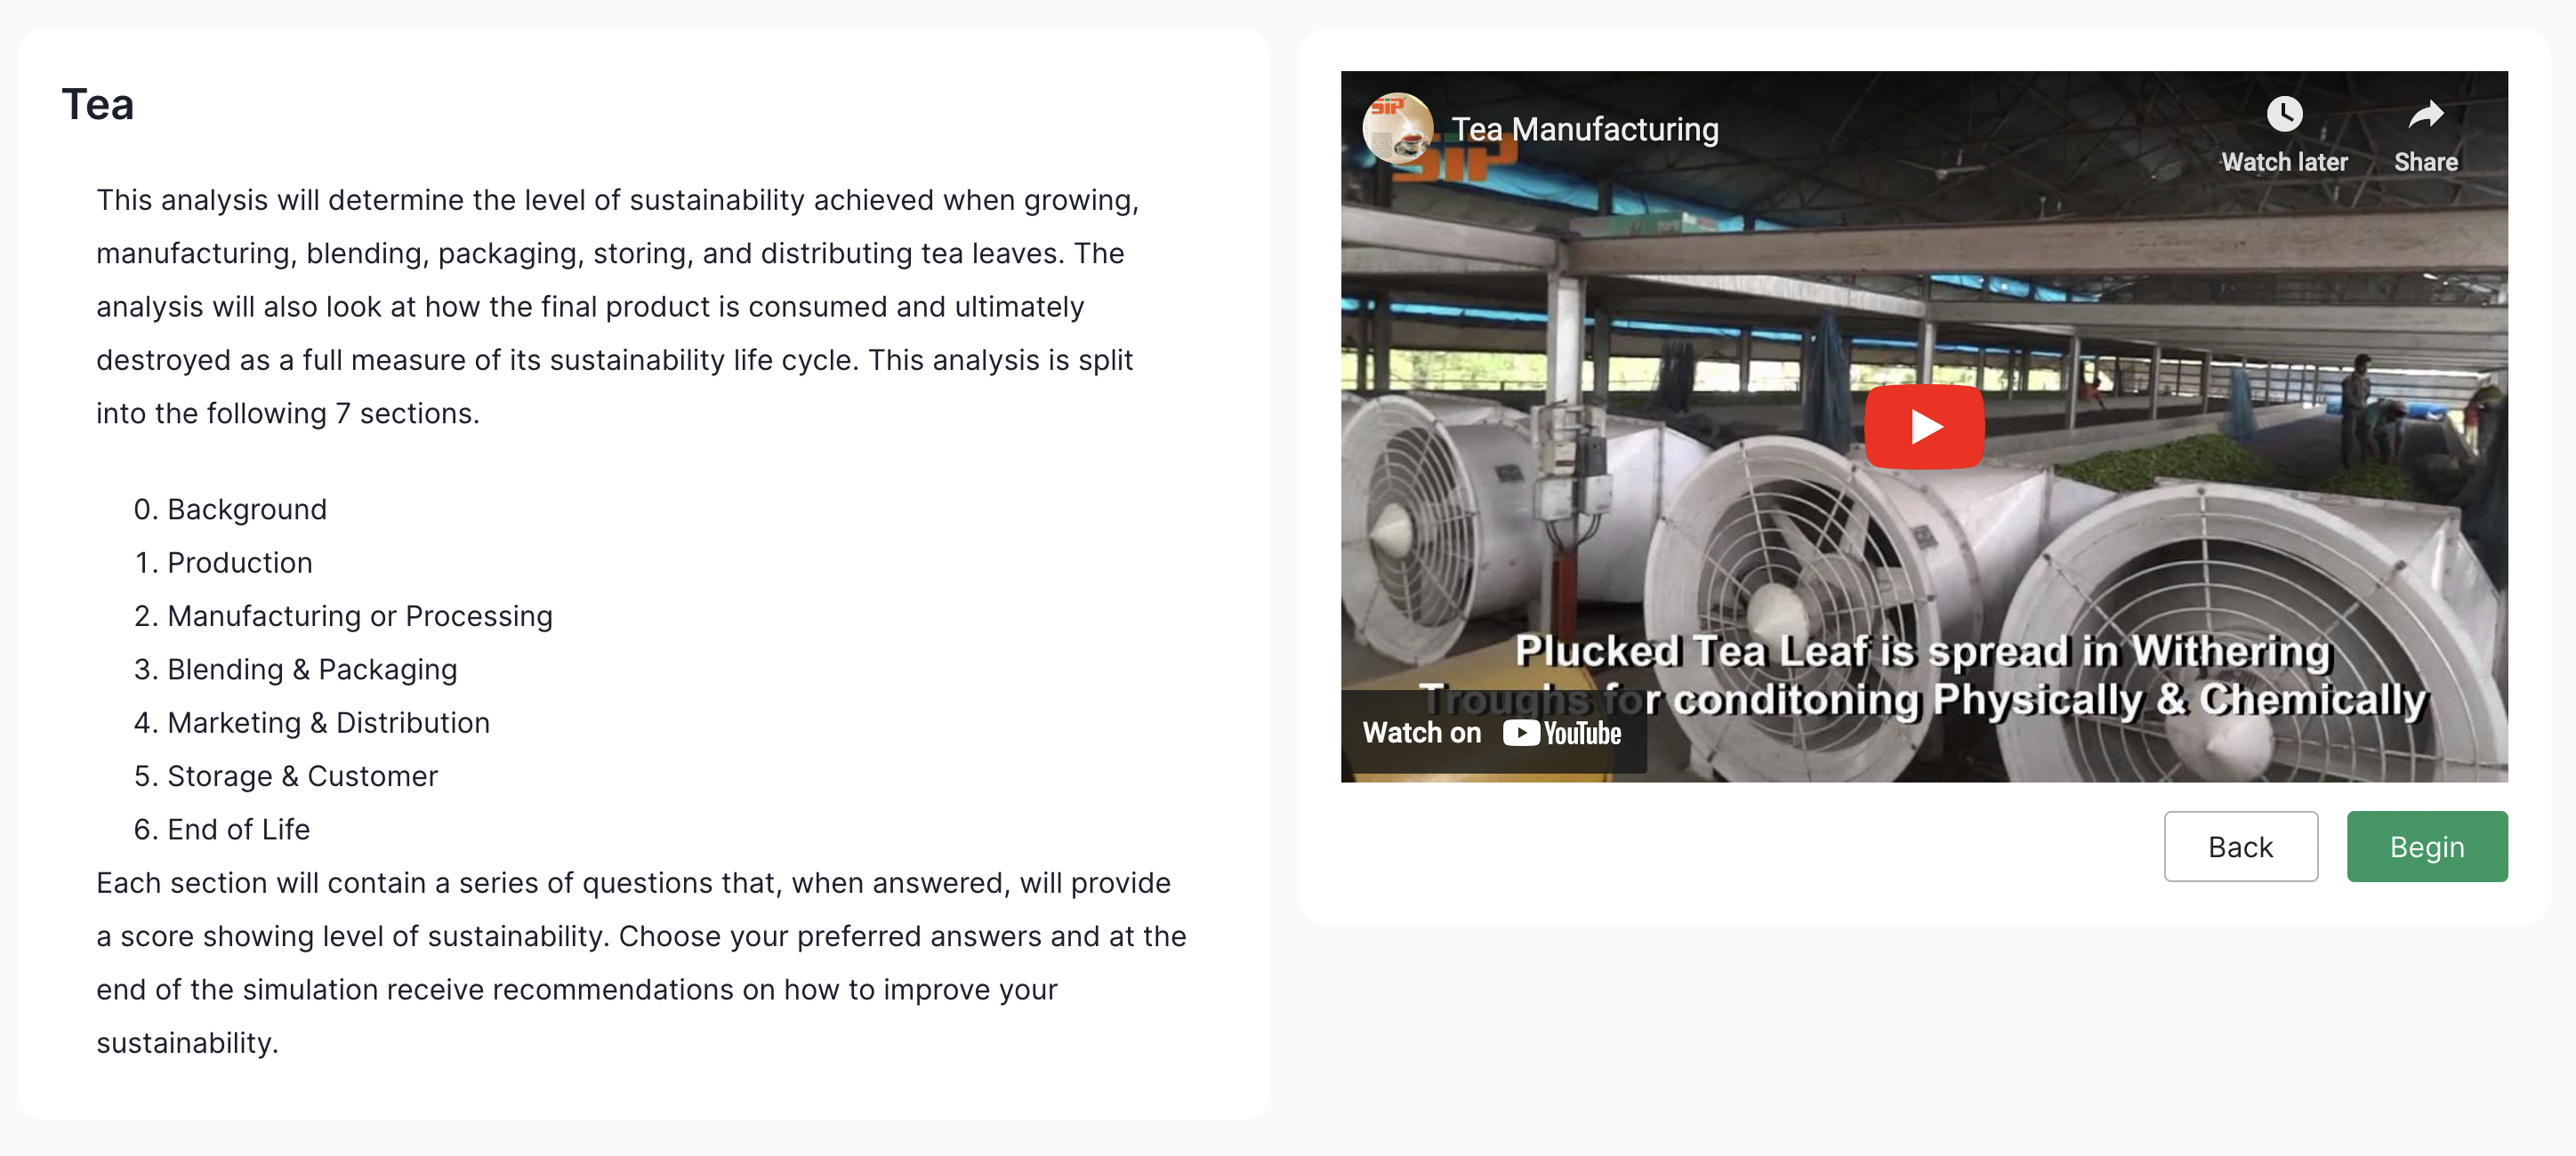 Tea
This analysis will determine the level of sustainability achieved when growing,
manufacturing, blending, packaging, storing, and distributing tea leaves. The
analysis will also look at how the final product is consumed and ultimately
destroyed as a full measure of its sustainability life cycle. This analysis is split
into the following 7 sections.
0. Background
1. Production
2. Manufacturing or Processing
3. Blending & Packaging
4. Marketing & Distribution
5. Storage & Customer
6. End of Life
Each section will contain a series of questions that, when answered, will provide
a score showing level of sustainability. Choose your preferred answers and at the
end of the simulation receive recommendations on how to improve your
sustainability.
SiP
Tea Manufacturing
SiP
Watch later
Share
Plucked Tea Leaf is spread in Withering
Troughs for conditoning Physically & Chemically
Watch on YouTube
Back
Begin